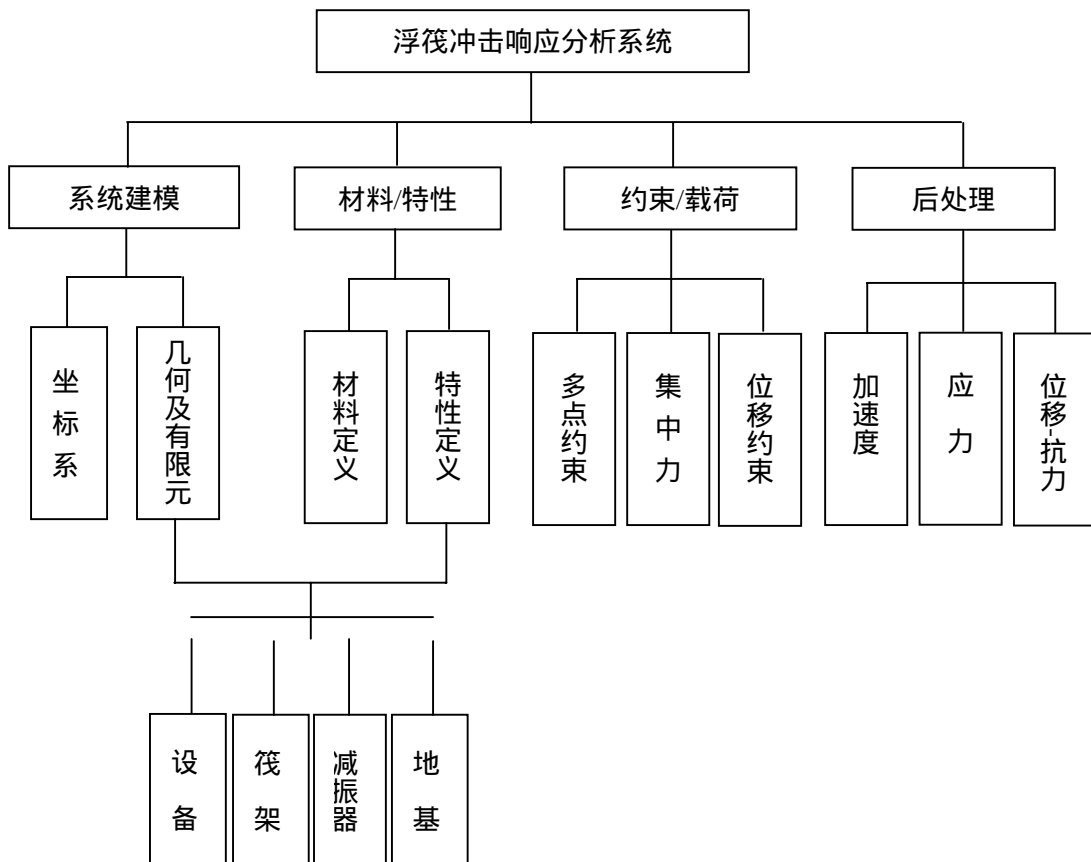 浮筏冲击响应分析系统
系统建模
材料/特性
约束/载荷
后处理
坐标系
几何及有限元
材料定义
特性定义
多点约束
集中力
位移约束
加速度
应力
位移-抗力
设备
筏架
减振器
地基